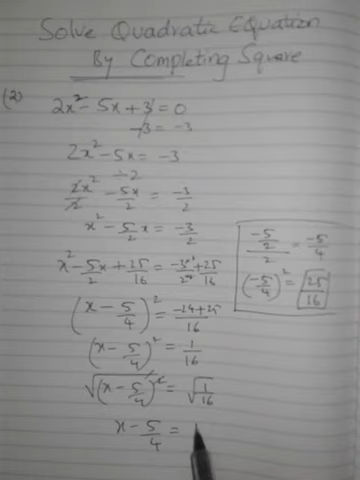 Solve Quadratic Equation
By Completing Square
(2)
2x² - 5x + 3 = 0
-3 = -3
2x² - 5x = -3
÷2
2x²/2 - 5x/2 = -3/2
x² - 5/2 x = -3/2
x² - 5x/2 + 25/16 = -3/2 + 25/16
(x - 5/4)² = -24+25/16
(x - 5/4)² = 1/16
√(x - 5/4)² = √1/16
x - 5/4 =
-5/2/2 = -5/4
(-5/4)² = 25/16